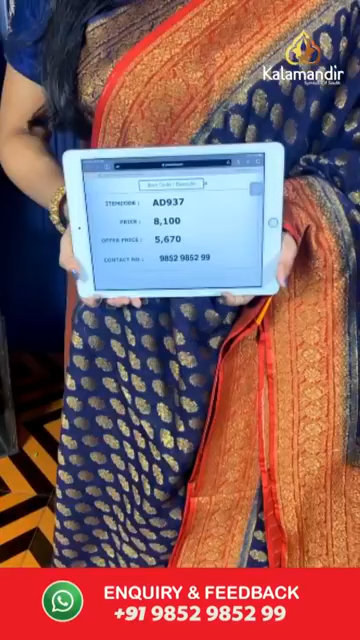 Kalamandir
ITEMCODE : AD937
PRICE : 8,100
OFFER PRICE : 5,670
CONTACT NO. : 9852 9852 99
ENQUIRY & FEEDBACK
+91 9852 9852 99